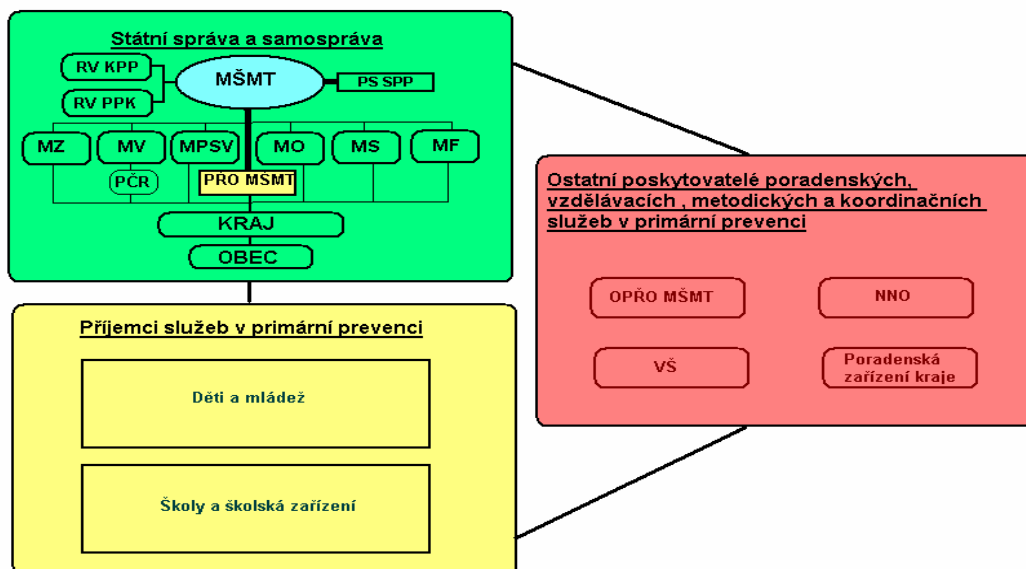 Státní správa a samospráva
RV KPP
MŠMT
PS SPP
RV PPK
MZ
MV
MPSV
MO
MS
MF
PČR
PŘO MŠMT
KRAJ
OBEC
Ostatní poskytovatelé poradenských,
vzdělávacích , metodických a koordinačních
služeb v primární prevenci
OPŘO MŠMT
NNO
VŠ
Poradenská
zařízení kraje
Příjemci služeb v primární prevenci
Děti a mládež
Školy a školská zařízení